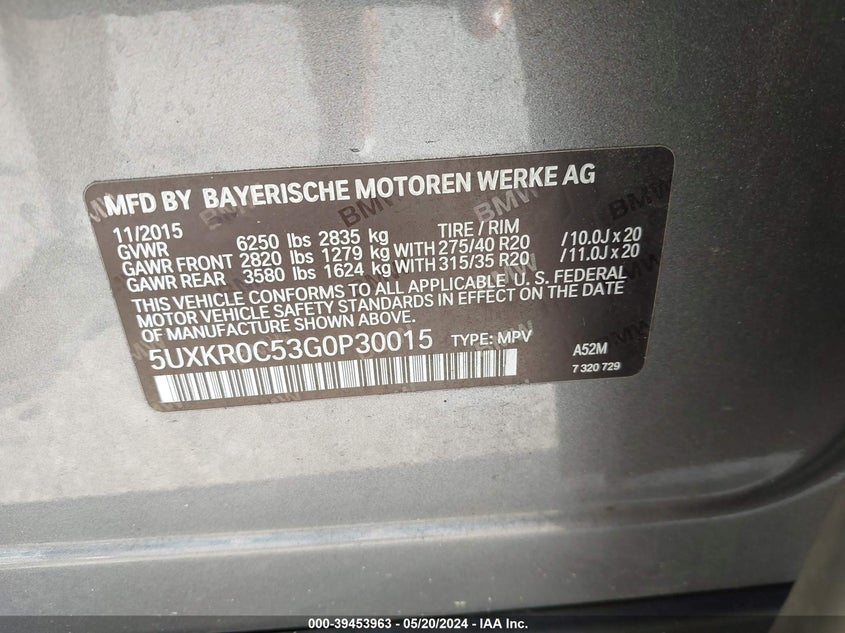 MFD BY BAYERISCHE MOTOREN WERKE AG
11/2015 TIRE / RIM
GVWR 6250 lbs 2835 kg
GAWR FRONT 2820 lbs 1279 kg WITH 275/40 R20 /10.0J x 20
GAWR REAR 3580 lbs 1624 kg WITH 315/35 R20 /11.0J x 20
THIS VEHICLE CONFORMS TO ALL APPLICABLE U. S. FEDERAL
MOTOR VEHICLE SAFETY STANDARDS IN EFFECT ON THE DATE
OF MANUFACTURE SHOWN ABOVE.
5UXKR0C53G0P30015 TYPE: MPV A52M
7 320 729
000-39453963 - 05/20/2024 - IAA Inc.